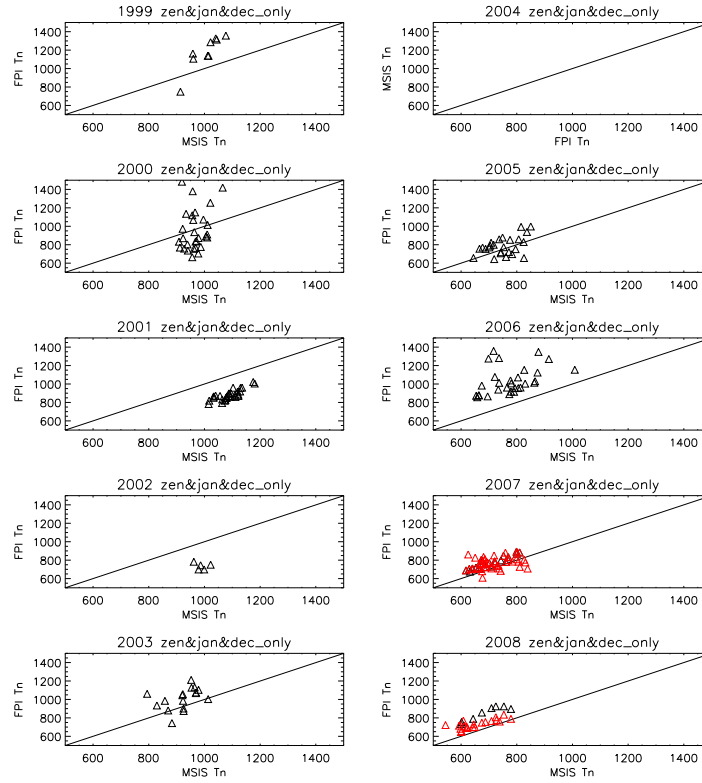 1999 zen&jan&dec_only
1400
1200
1000
800
600
FPI Tn
600 800 1000 1200 1400
MSIS Tn
2004 zen&jan&dec_only
1400
1200
1000
800
600
MSIS Tn
600 800 1000 1200 1400
FPI Tn
2000 zen&jan&dec_only
1400
1200
1000
800
600
FPI Tn
600 800 1000 1200 1400
MSIS Tn
2005 zen&jan&dec_only
1400
1200
1000
800
600
FPI Tn
600 800 1000 1200 1400
MSIS Tn
2001 zen&jan&dec_only
1400
1200
1000
800
600
FPI Tn
600 800 1000 1200 1400
MSIS Tn
2006 zen&jan&dec_only
1400
1200
1000
800
600
FPI Tn
600 800 1000 1200 1400
MSIS Tn
2002 zen&jan&dec_only
1400
1200
1000
800
600
FPI Tn
600 800 1000 1200 1400
MSIS Tn
2007 zen&jan&dec_only
1400
1200
1000
800
600
FPI Tn
600 800 1000 1200 1400
MSIS Tn
2003 zen&jan&dec_only
1400
1200
1000
800
600
FPI Tn
600 800 1000 1200 1400
MSIS Tn
2008 zen&jan&dec_only
1400
1200
1000
800
600
FPI Tn
600 800 1000 1200 1400
MSIS Tn